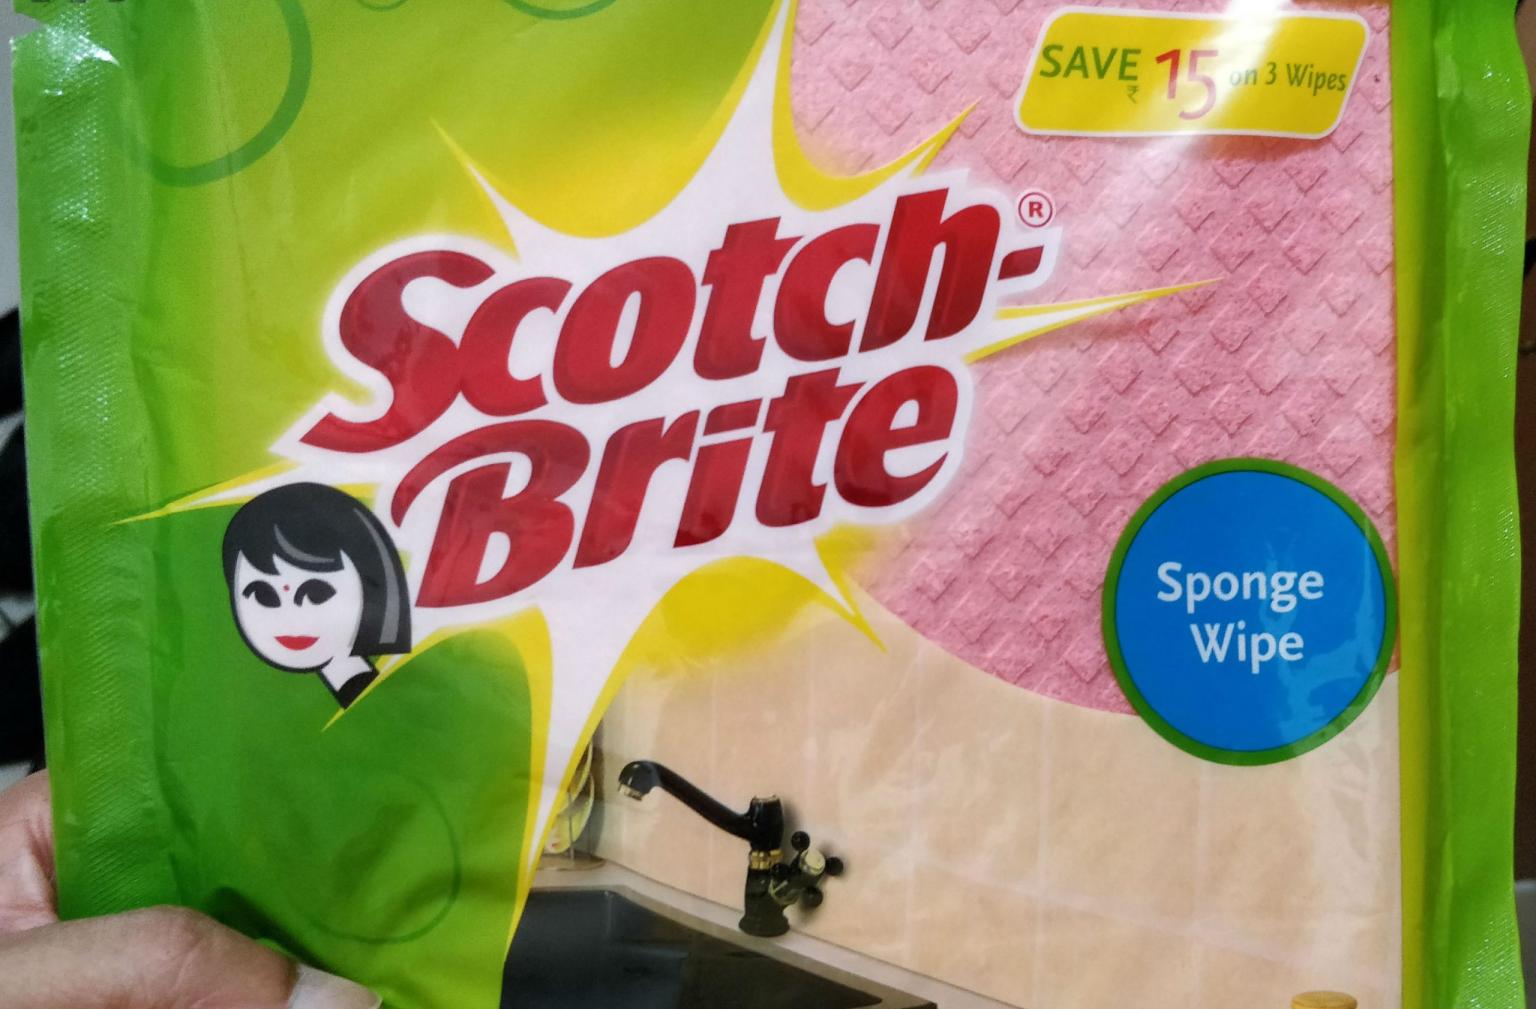 SAVE ₹ 15 on 3 Wipes
Scotch-®
Brite
Sponge
Wipe